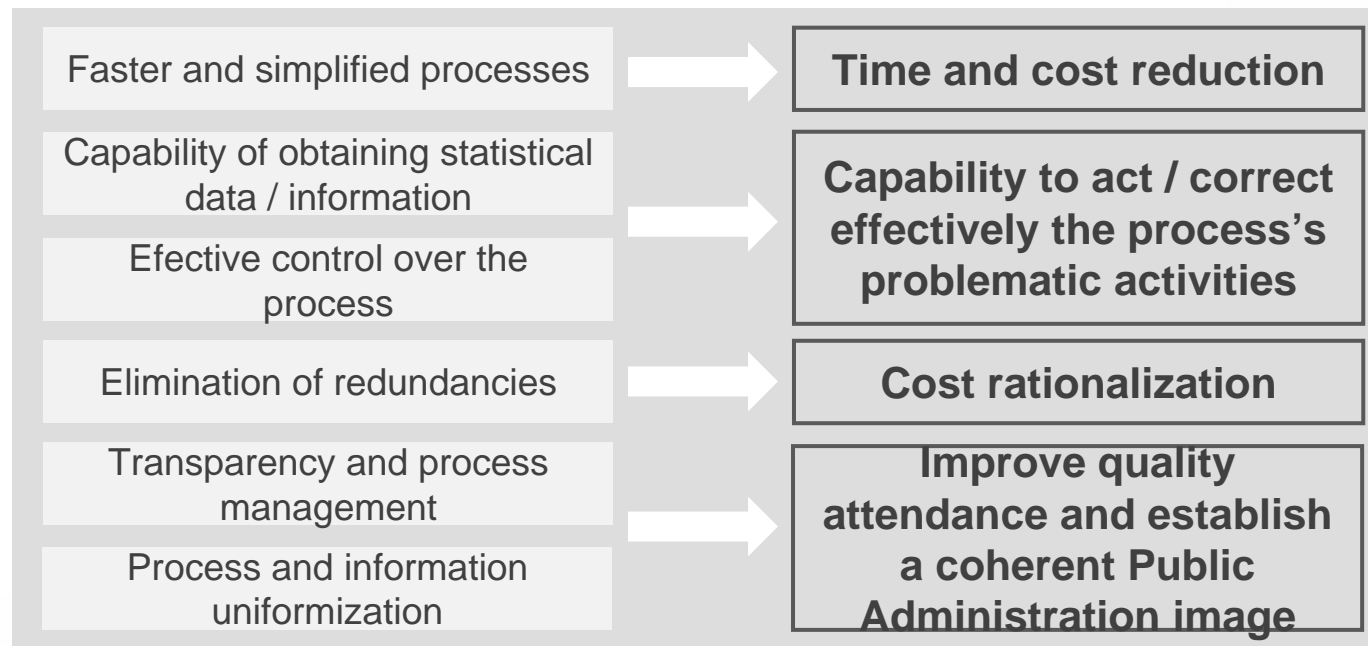 Faster and simplified processes
Time and cost reduction
Capability of obtaining statistical
data / information
Efective control over the
process
Capability to act / correct
effectively the process’s
problematic activities
Elimination of redundancies
Cost rationalization
Transparency and process
management
Process and information
uniformization
Improve quality
attendance and establish
a coherent Public
Administration image